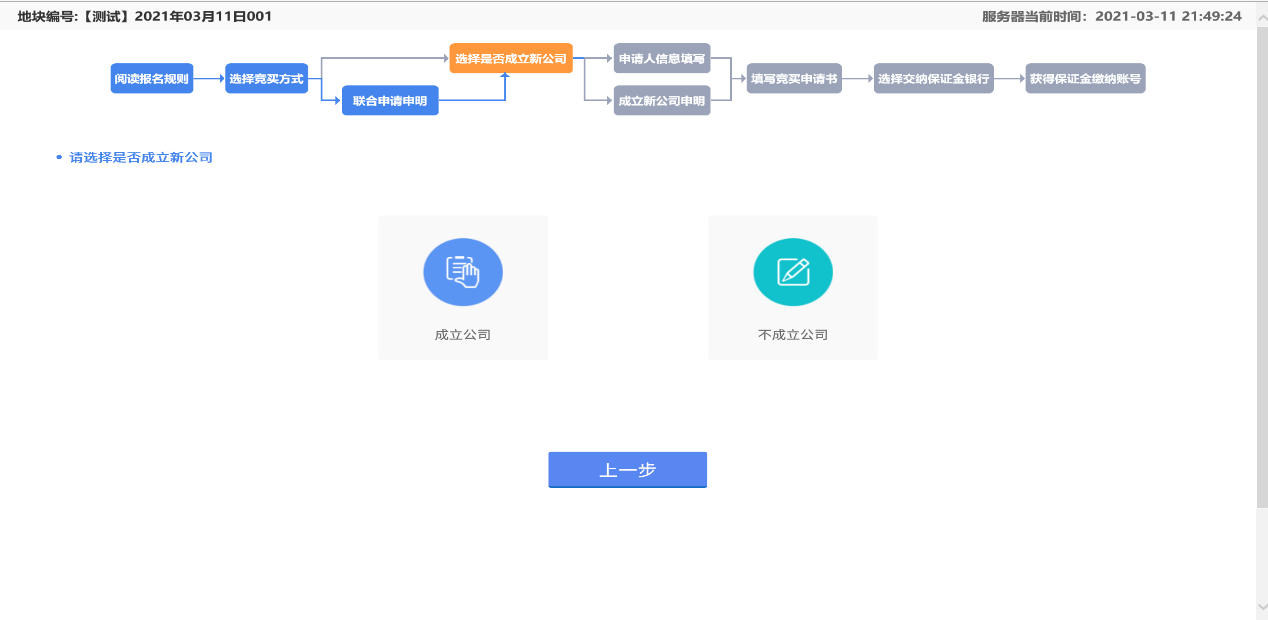 地块编号:【测试】2021年03月11日001
服务器当前时间：2021-03-11 21:49:24
阅读报名规则
选择竞买方式
联合申请申明
选择是否成立新公司
申请人信息填写
成立新公司申明
填写竞买申请书
选择交纳保证金银行
获得保证金缴纳账号
• 请选择是否成立新公司
成立公司
不成立公司
上一步